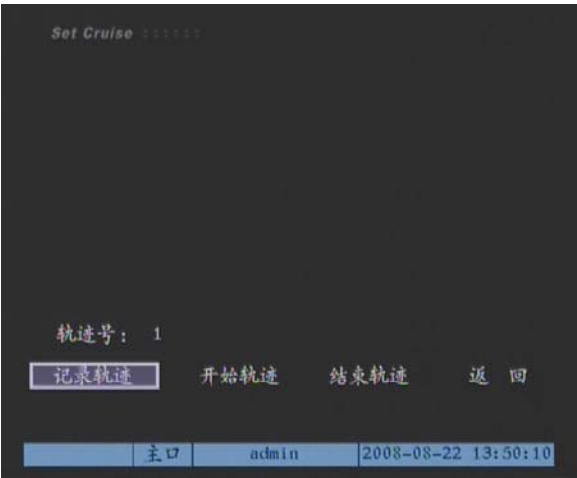 Set Cruise ::::::
轨迹号： 1
记录轨迹 开始轨迹 结束轨迹 返 回
主口 admin 2008-08-22 13:50:10